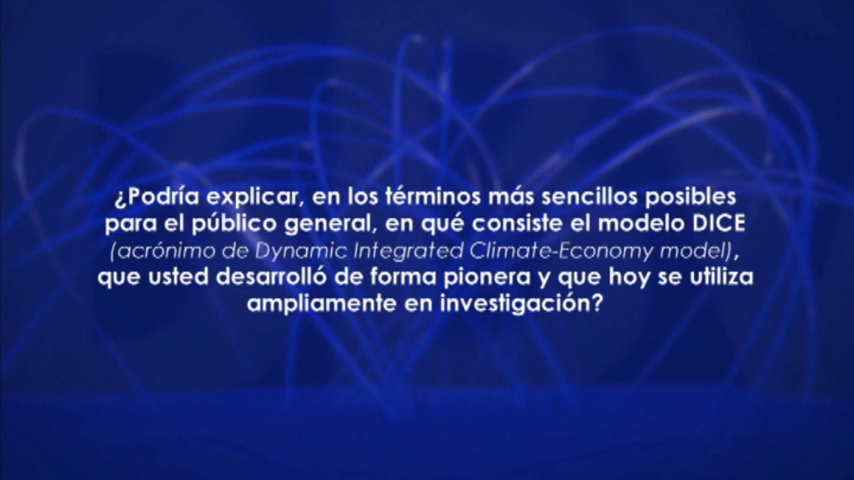 ¿Podría explicar, en los términos más sencillos posibles
para el público general, en qué consiste el modelo DICE
(acrónimo de Dynamic Integrated Climate-Economy model),
que usted desarrolló de forma pionera y que hoy se utiliza
ampliamente en investigación?